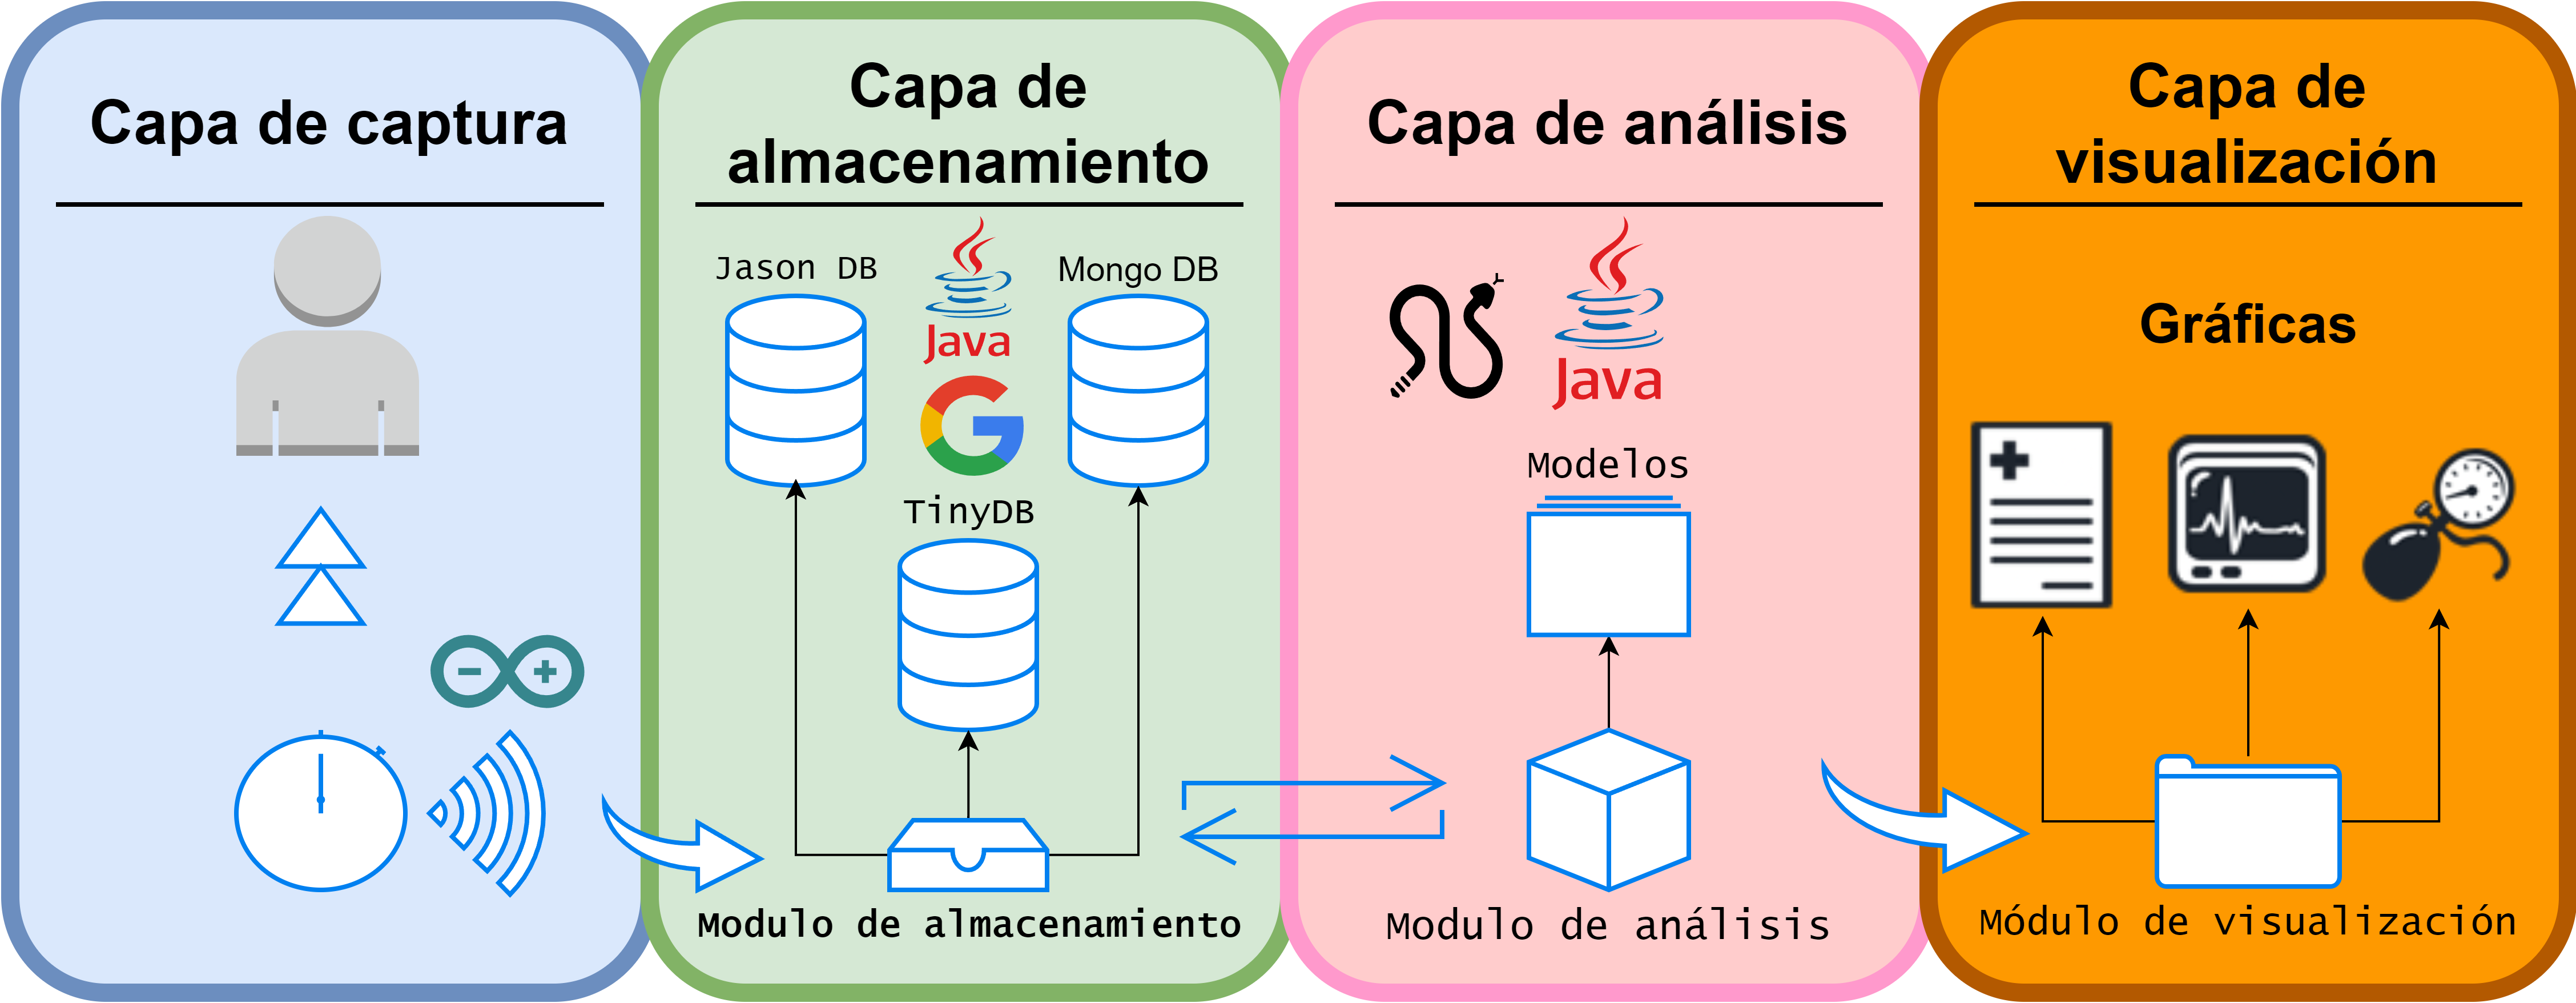 Capa de captura
Capa de
almacenamiento
Jason DB
Java
Mongo DB
TinyDB
Modulo de almacenamiento
Capa de análisis
Java
Modelos
Modulo de análisis
Capa de
visualización
Gráficas
Módulo de visualización